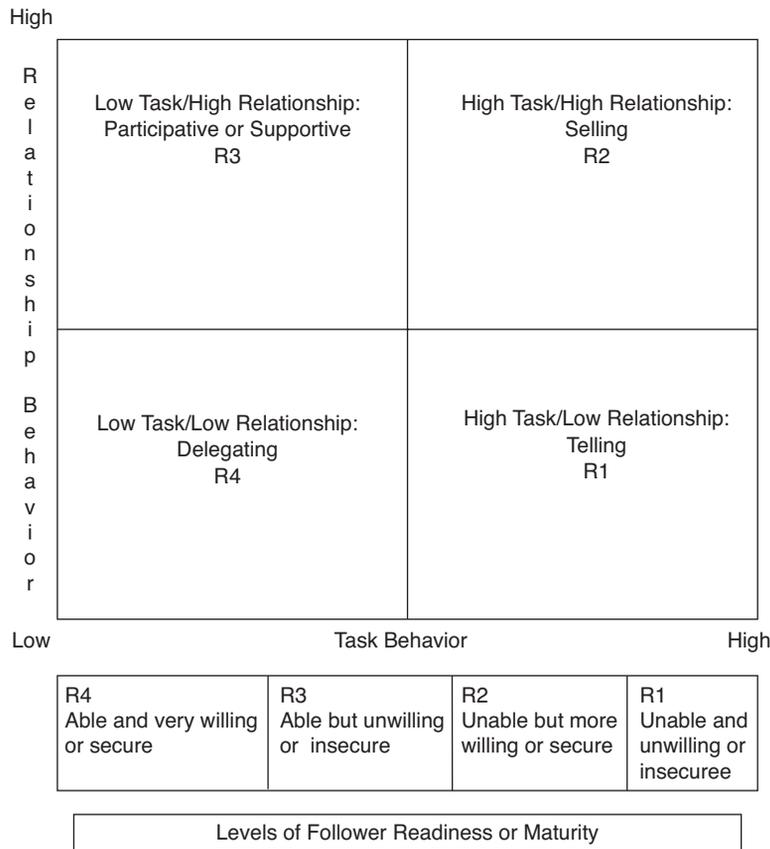 High
Relationship Behavior
Low Task/High Relationship:
Participative or Supportive
R3
High Task/High Relationship:
Selling
R2
Low Task/Low Relationship:
Delegating
R4
High Task/Low Relationship:
Telling
R1
Low
Task Behavior
High
R4
Able and very willing
or secure
R3
Able but unwilling
or insecure
R2
Unable but more
willing or secure
R1
Unable and
unwilling or
insecuree
Levels of Follower Readiness or Maturity